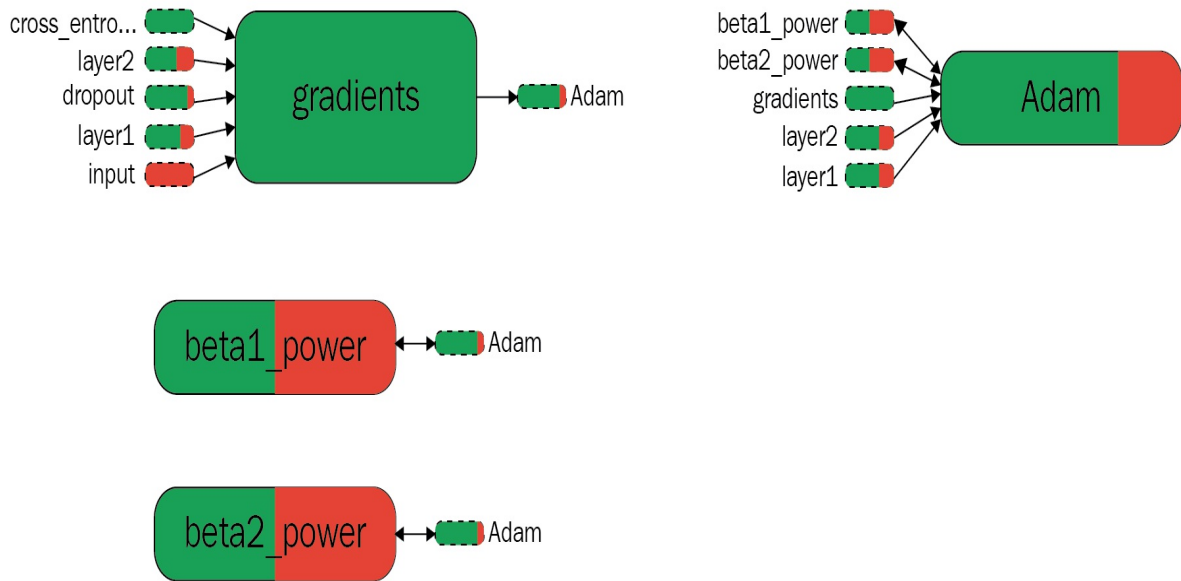 cross_entro...
layer2
dropout
layer1
input
gradients
Adam
beta1_power
beta2_power
gradients
layer2
layer1
Adam
beta1_power
Adam
beta2_power
Adam